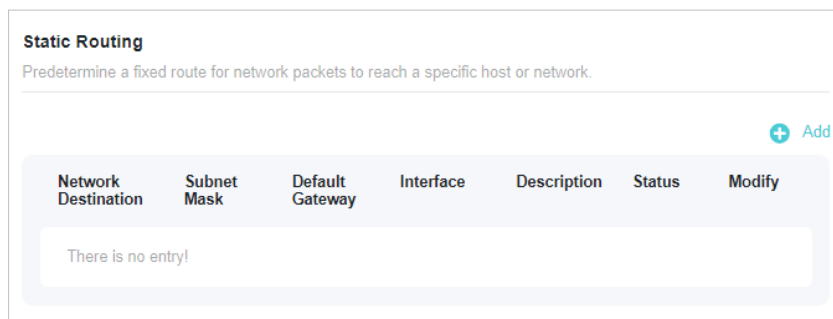 Static Routing
Predetermine a fixed route for network packets to reach a specific host or network.
Add
Network Destination
Subnet Mask
Default Gateway
Interface
Description
Status
Modify
There is no entry!